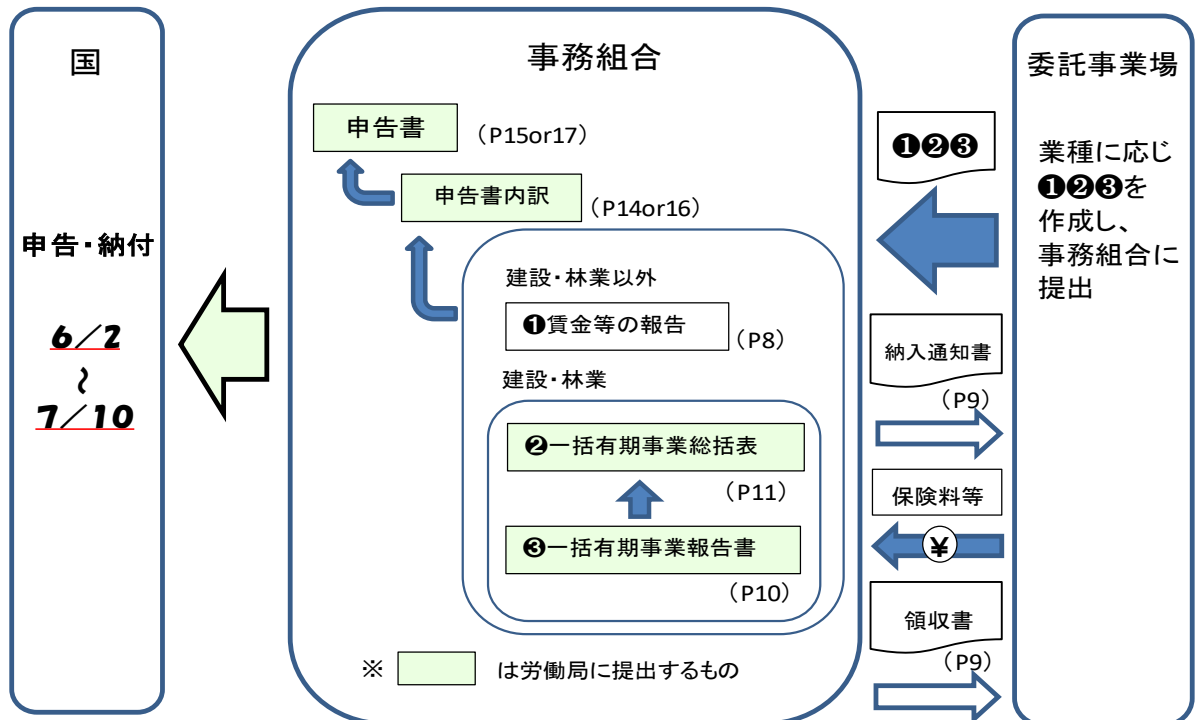 国
申告・納付
6/2
~
7/10
事務組合
申告書
（P15or17）
申告書内訳
（P14or16）
建設・林業以外
❶賃金等の報告
（P8）
建設・林業
❷一括有期事業総括表
（P11）
❸一括有期事業報告書
（P10）
※ は労働局に提出するもの
❶❷❸
納入通知書
（P9）
保険料等
¥
領収書
（P9）
委託事業場
業種に応じ
❶❷❸を
作成し、
事務組合に
提出